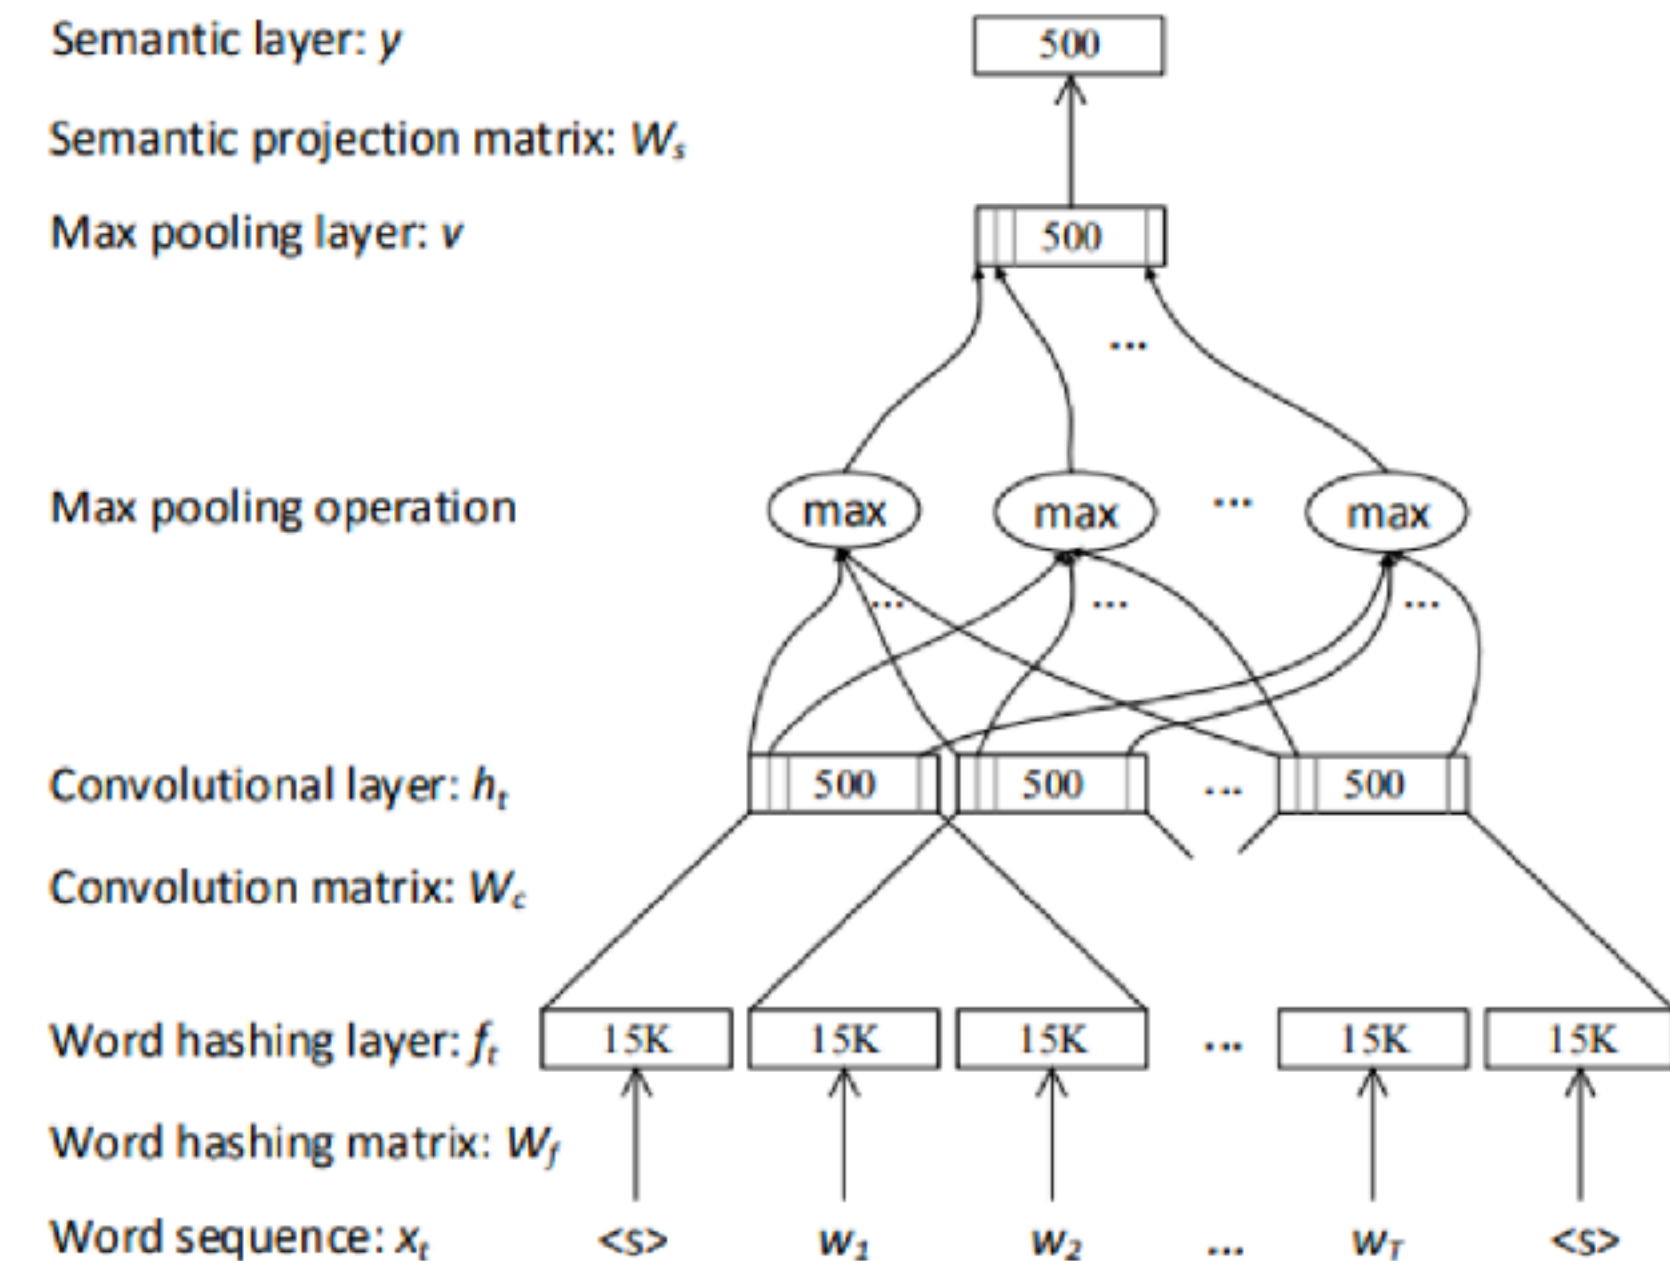 Semantic layer: y 500
Semantic projection matrix: Ws
Max pooling layer: v 500
...
Max pooling operation max max ... max
... ... ...
Convolutional layer: ht 500 500 ... 500
Convolution matrix: Wc
Word hashing layer: ft 15K 15K 15K ... 15K 15K
Word hashing matrix: Wf
Word sequence: xt <s> w1 w2 ... wT <s>